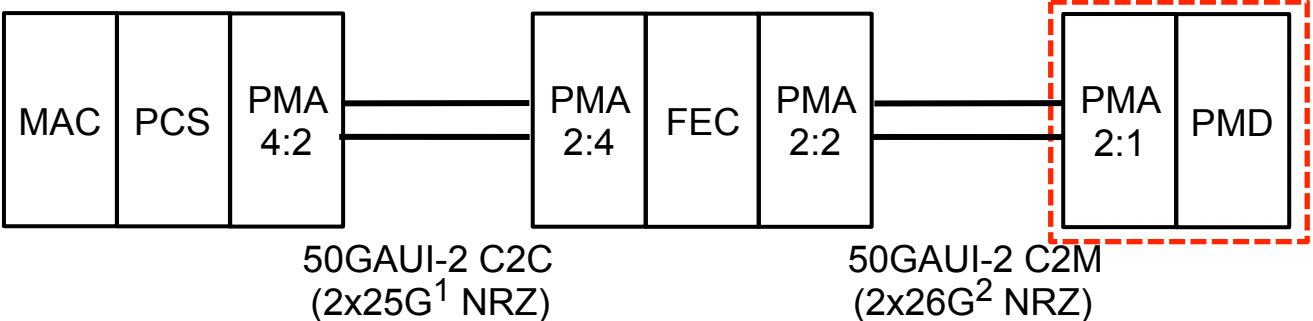 MAC
PCS
PMA
4:2
PMA
2:4
FEC
PMA
2:2
PMA
2:1
PMD
50GAUI-2 C2C
(2x25G¹ NRZ)
50GAUI-2 C2M
(2x26G² NRZ)